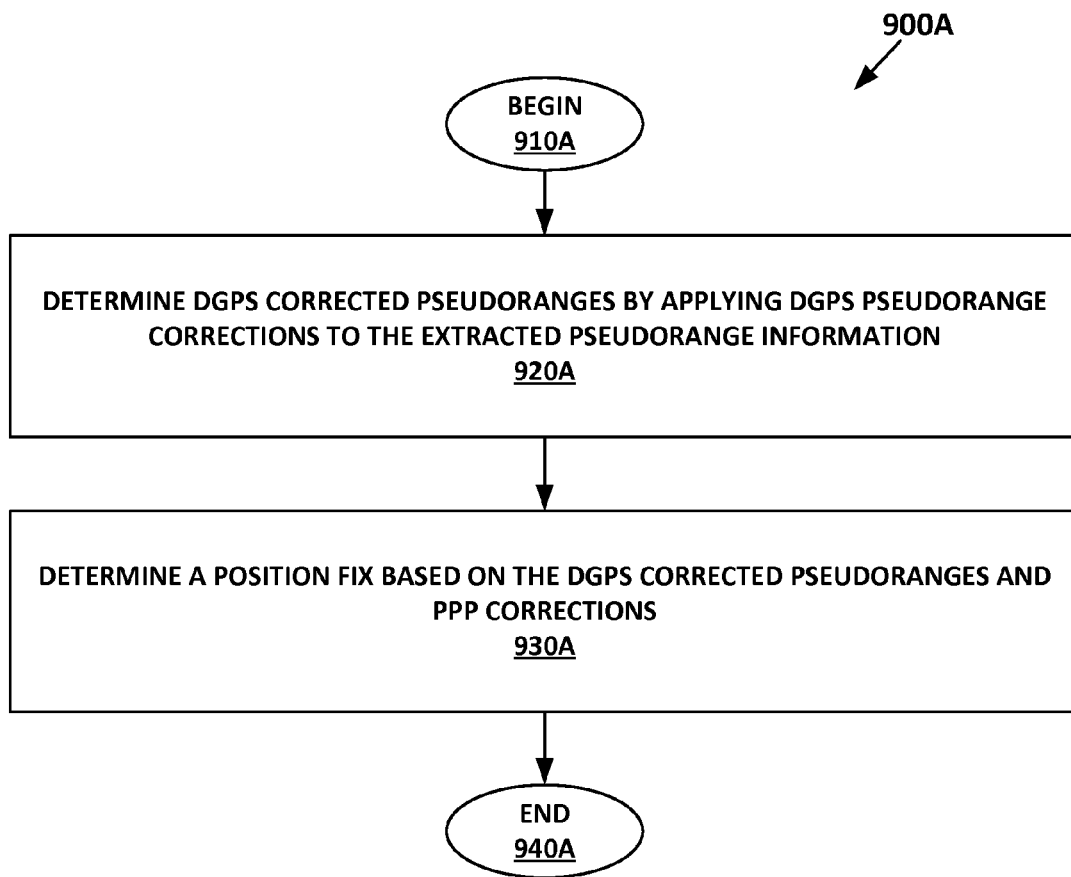 900A
BEGIN
910A
DETERMINE DGPS CORRECTED PSEUDORANGES BY APPLYING DGPS PSEUDORANGE
CORRECTIONS TO THE EXTRACTED PSEUDORANGE INFORMATION
920A
DETERMINE A POSITION FIX BASED ON THE DGPS CORRECTED PSEUDORANGES AND
PPP CORRECTIONS
930A
END
940A